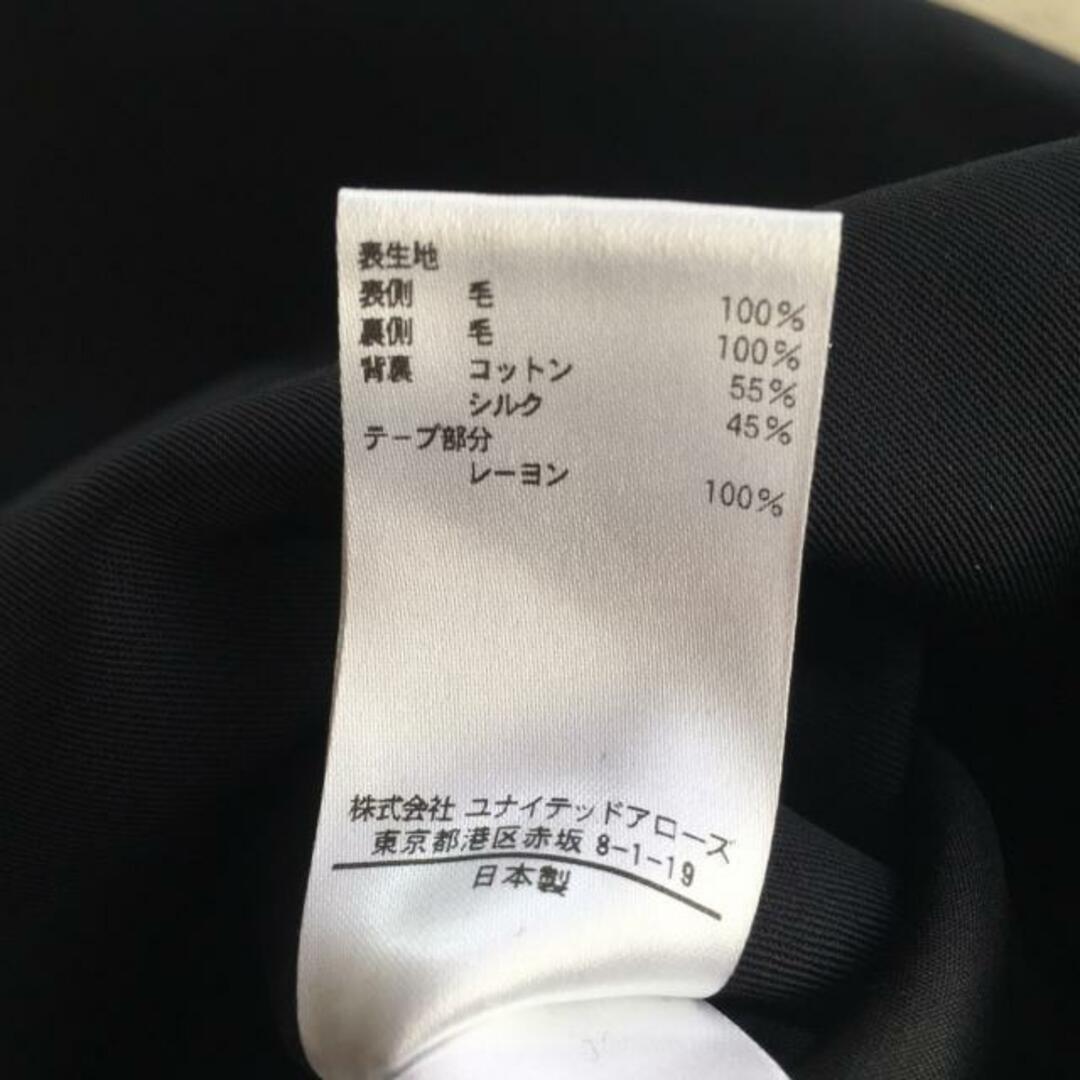 表生地
表側 毛 100%
裏側 毛 100%
背裏 コットン 55%
シルク 45%
テープ部分
レーヨン 100%
株式会社 ユナイテッドアローズ
東京都港区赤坂 8-1-19
日本製